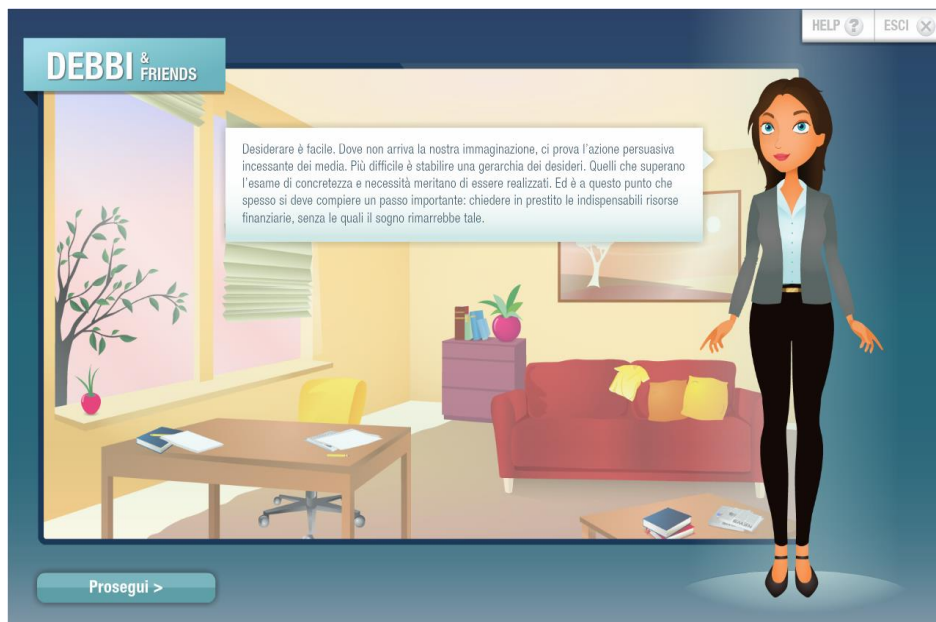 HELP ?
ESCI
DEBBI & FRIENDS
Desiderare è facile. Dove non arriva la nostra immaginazione, ci prova l'azione persuasiva
incessante dei media. Più difficile è stabilire una gerarchia dei desideri. Quelli che superano
l'esame di concretezza e necessità meritano di essere realizzati. Ed è a questo punto che
spesso si deve compiere un passo importante: chiedere in prestito le indispensabili risorse
finanziarie, senza le quali il sogno rimarrebbe tale.
Prosegui >